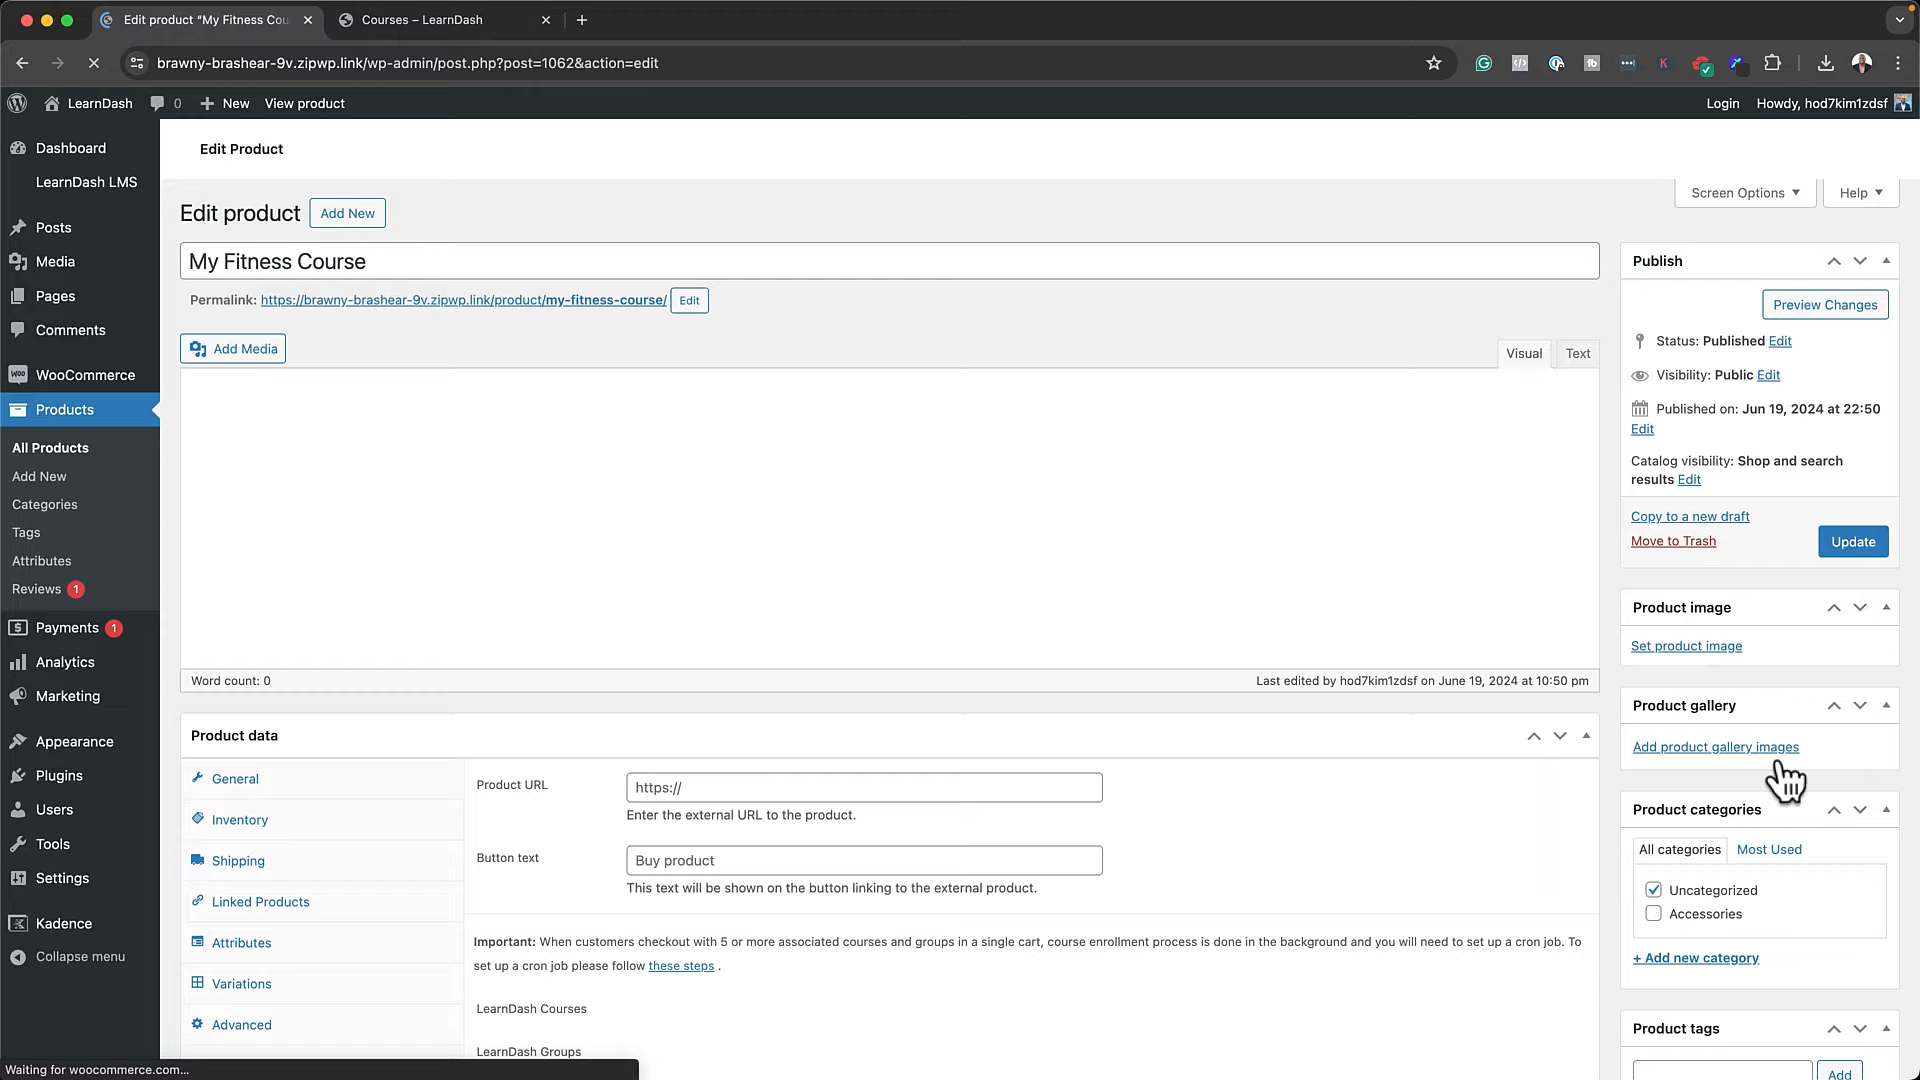 Edit product “My Fitness Cou
Courses – LearnDash
brawny-brashear-9v.zipwp.link/wp-admin/post.php?post=1062&action=edit
LearnDash
0
New
View product
Login
Howdy, hod7kim1zdsf
Dashboard
LearnDash LMS
Posts
Media
Pages
Comments
WooCommerce
Products
All Products
Add New
Categories
Tags
Attributes
Reviews 1
Payments 1
Analytics
Marketing
Appearance
Plugins
Users
Tools
Settings
Kadence
Collapse menu
Waiting for woocommerce.com...
Edit Product
Screen Options
Help
Edit product
Add New
My Fitness Course
Permalink: https://brawny-brashear-9v.zipwp.link/product/my-fitness-course/ Edit
Add Media
Visual
Text
Word count: 0
Last edited by hod7kim1zdsf on June 19, 2024 at 10:50 pm
Product data
General
Inventory
Shipping
Linked Products
Attributes
Variations
Advanced
Product URL
https://
Enter the external URL to the product.
Button text
Buy product
This text will be shown on the button linking to the external product.
Important: When customers checkout with 5 or more associated courses and groups in a single cart, course enrollment process is done in the background and you will need to set up a cron job. To
set up a cron job please follow these steps .
LearnDash Courses
LearnDash Groups
Publish
Preview Changes
Status: Published Edit
Visibility: Public Edit
Published on: Jun 19, 2024 at 22:50
Edit
Catalog visibility: Shop and search
results Edit
Copy to a new draft
Move to Trash
Update
Product image
Set product image
Product gallery
Add product gallery images
Product categories
All categories
Most Used
Uncategorized
Accessories
+ Add new category
Product tags
Add